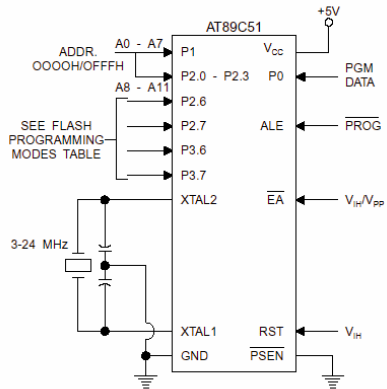 AT89C51
+5V
A0 - A7
ADDR.
OOOOH/OFFFH
P1
VCC
P2.0 - P2.3
P0
PGM
DATA
A8 - A11
P2.6
SEE FLASH
PROGRAMMING
MODES TABLE
P2.7
ALE
PROG
P3.6
P3.7
XTAL2
EA
VIH/VPP
3-24 MHz
XTAL1
RST
VIH
GND
PSEN